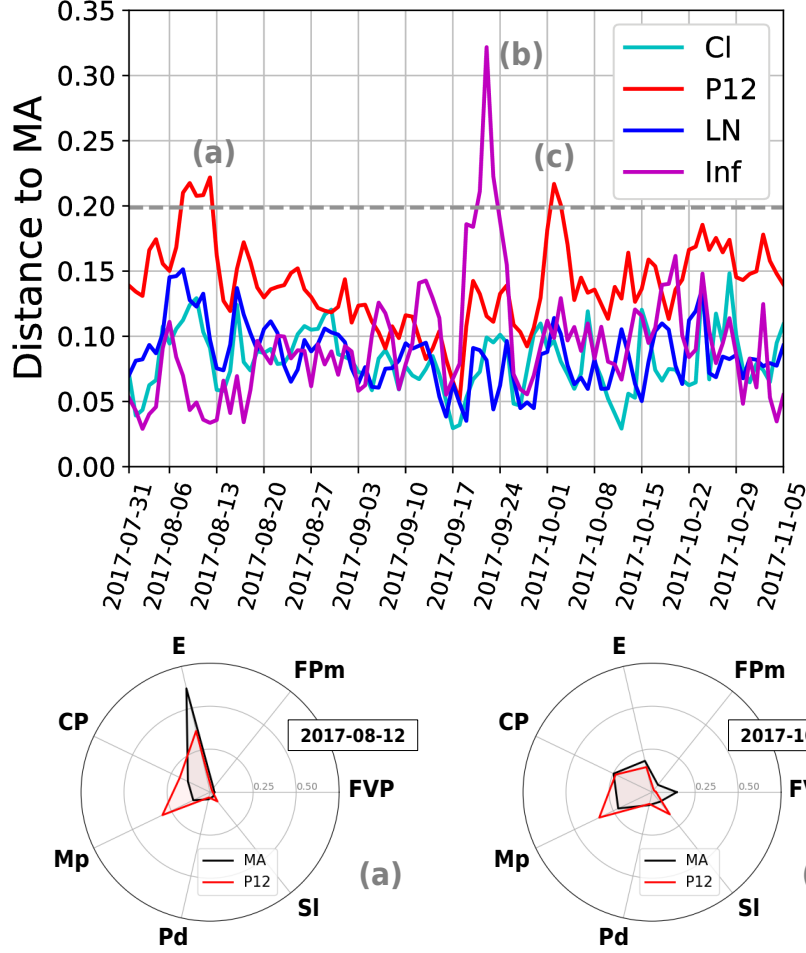 0.35
0.30
0.25
0.20
0.15
0.10
0.05
0.00
Distance to MA
(a)
(b)
(c)
Cl
P12
LN
Inf
2017-07-31
2017-08-06
2017-08-13
2017-08-20
2017-08-27
2017-09-03
2017-09-10
2017-09-17
2017-09-24
2017-10-01
2017-10-08
2017-10-15
2017-10-22
2017-10-29
2017-11-05
E
FPm
CP
2017-08-12
0.25
0.50
FVP
Mp
MA
P12
(a)
Sl
Pd
E
FPm
CP
2017-10
0.25
0.50
FV
Mp
MA
P12
(
Sl
Pd